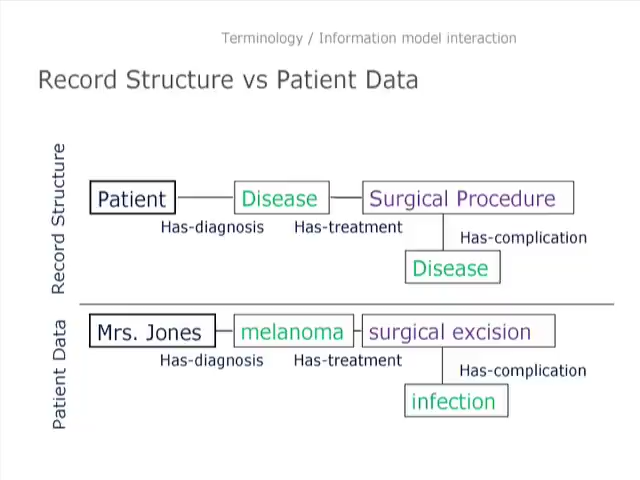 Terminology / Information model interaction
Record Structure vs Patient Data
Record Structure
Patient
Disease
Surgical Procedure
Has-diagnosis
Has-treatment
Has-complication
Disease
Patient Data
Mrs. Jones
melanoma
surgical excision
Has-diagnosis
Has-treatment
Has-complication
infection